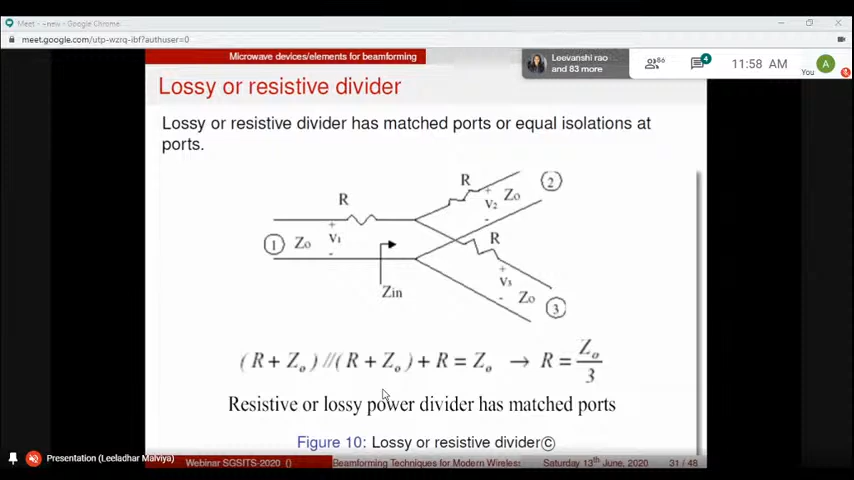 Meet - -new - Google Chrome
meet.google.com/utp-wzrq-ibf?authuser=0
Microwave devices/elements for beamforming
Leevanshi rao
and 83 more
86
4
11:58 AM
You
A
Lossy or resistive divider
Lossy or resistive divider has matched ports or equal isolations at
ports.
R
R
2
V2
Zo
1
Zo
V1
R
Zin
V3
Zo
3
(R + Zo) // (R + Zo) + R = Zo → R = Zo/3
Resistive or lossy power divider has matched ports
Figure 10: Lossy or resistive divider©
Presentation (Leeladhar Malviya)
Webinar SGSITS-2020 ()
Beamforming Techniques for Modern Wireless
Saturday 13th June, 2020
31 / 48